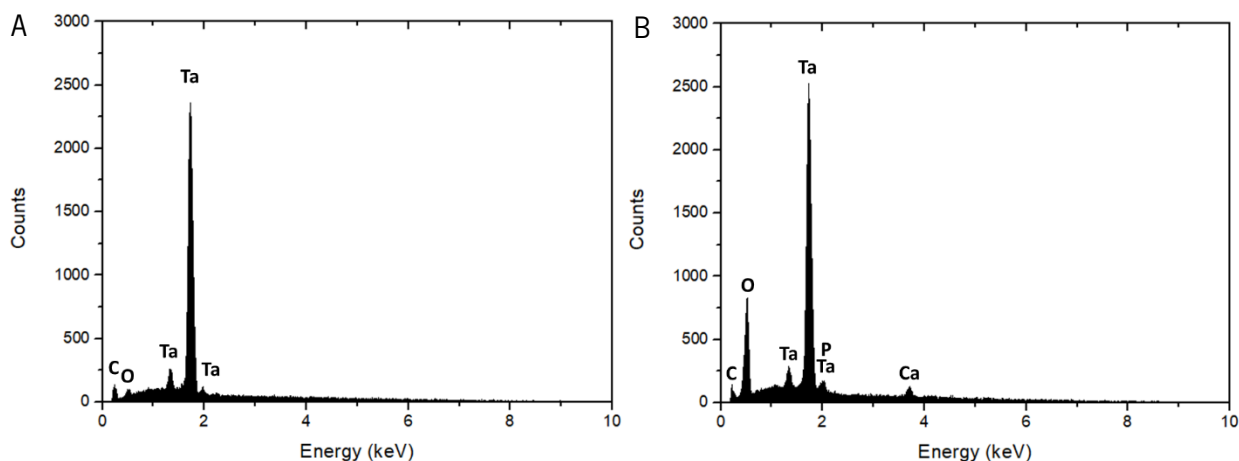 A
3000
2500
2000
1500
1000
500
0
Counts
Ta
C O Ta Ta
0 2 4 6 8 10
Energy (keV)
B
3000
2500
2000
1500
1000
500
0
Counts
Ta
O
P
C Ta Ta Ca
0 2 4 6 8 10
Energy (keV)